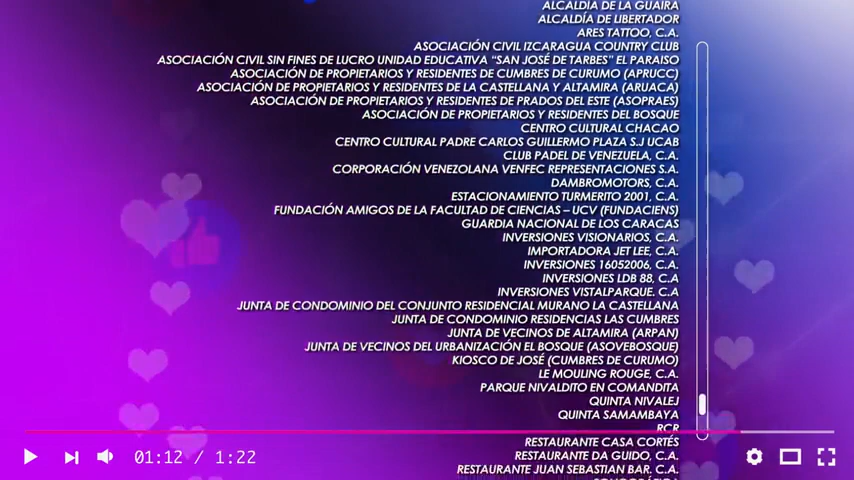 ALCALDÍA DE LA GUAIRA
ALCALDÍA DE LIBERTADOR
ARES TATTOO, C.A.
ASOCIACIÓN CIVIL IZCARAGUA COUNTRY CLUB
ASOCIACIÓN CIVIL SIN FINES DE LUCRO UNIDAD EDUCATIVA “SAN JOSÉ DE TARBES” EL PARAISO
ASOCIACIÓN DE PROPIETARIOS Y RESIDENTES DE CUMBRES DE CURUMO (APRUCC)
ASOCIACIÓN DE PROPIETARIOS Y RESIDENTES DE LA CASTELLANA Y ALTAMIRA (ARUACA)
ASOCIACIÓN DE PROPIETARIOS Y RESIDENTES DE PRADOS DEL ESTE (ASOPRAES)
ASOCIACIÓN DE PROPIETARIOS Y RESIDENTES DEL BOSQUE
CENTRO CULTURAL CHACAO
CENTRO CULTURAL PADRE CARLOS GUILLERMO PLAZA S.J UCAB
CLUB PADEL DE VENEZUELA, C.A.
CORPORACIÓN VENEZOLANA VENFEC REPRESENTACIONES S.A.
DAMBROMOTORS, C.A.
ESTACIONAMIENTO TURMERITO 2001, C.A.
FUNDACIÓN AMIGOS DE LA FACULTAD DE CIENCIAS – UCV (FUNDACIENS)
GUARDIA NACIONAL DE LOS CARACAS
INVERSIONES VISIONARIOS, C.A.
IMPORTADORA JET LEE, C.A.
INVERSIONES 16052006, C.A.
INVERSIONES LDB 88, C.A
INVERSIONES VISTALPARQUE. C.A
JUNTA DE CONDOMINIO DEL CONJUNTO RESIDENCIAL MURANO LA CASTELLANA
JUNTA DE CONDOMINIO RESIDENCIAS LAS CUMBRES
JUNTA DE VECINOS DE ALTAMIRA (ARPAN)
JUNTA DE VECINOS DEL URBANIZACIÓN EL BOSQUE (ASOVEBOSQUE)
KIOSCO DE JOSÉ (CUMBRES DE CURUMO)
LE MOULING ROUGE, C.A.
PARQUE NIVALDITO EN COMANDITA
QUINTA NIVALEJ
QUINTA SAMAMBAYA
RCR
RESTAURANTE CASA CORTÉS
RESTAURANTE DA GUIDO, C.A.
RESTAURANTE JUAN SEBASTIAN BAR. C.A.
01:12 / 1:22